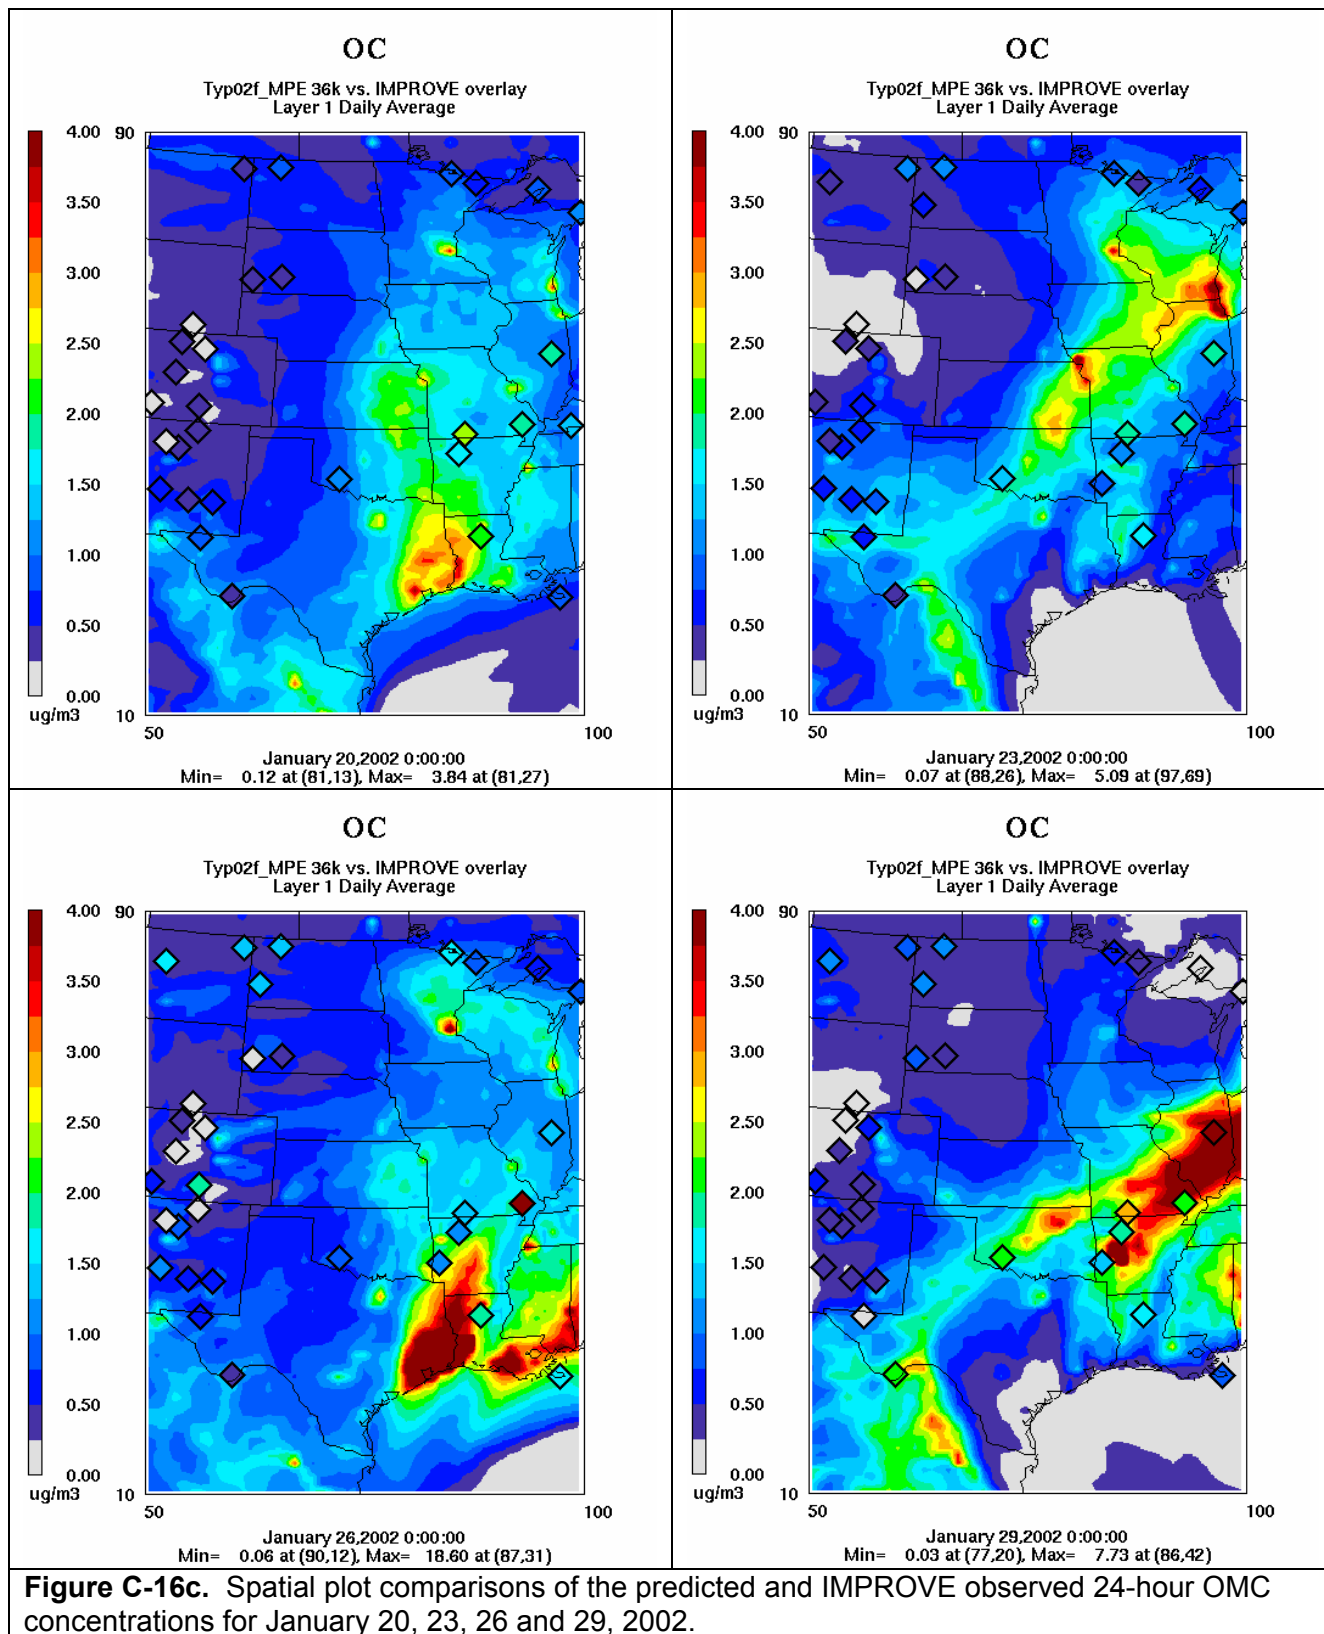 OC
Typ02f_MPE 36k vs. IMPROVE overlay
Layer 1 Daily Average
4.00
3.50
3.00
2.50
2.00
1.50
1.00
0.50
0.00
ug/m3
90
10
50
100
January 20,2002 0:00:00
Min= 0.12 at (81,13), Max= 3.84 at (81,27)
OC
Typ02f_MPE 36k vs. IMPROVE overlay
Layer 1 Daily Average
4.00
3.50
3.00
2.50
2.00
1.50
1.00
0.50
0.00
ug/m3
90
10
50
100
January 23,2002 0:00:00
Min= 0.07 at (88,26), Max= 5.09 at (97,69)
OC
Typ02f_MPE 36k vs. IMPROVE overlay
Layer 1 Daily Average
4.00
3.50
3.00
2.50
2.00
1.50
1.00
0.50
0.00
ug/m3
90
10
50
100
January 26,2002 0:00:00
Min= 0.06 at (90,12), Max= 18.60 at (87,31)
OC
Typ02f_MPE 36k vs. IMPROVE overlay
Layer 1 Daily Average
4.00
3.50
3.00
2.50
2.00
1.50
1.00
0.50
0.00
ug/m3
90
10
50
100
January 29,2002 0:00:00
Min= 0.03 at (77,20), Max= 7.73 at (86,42)
Figure C-16c. Spatial plot comparisons of the predicted and IMPROVE observed 24-hour OMC
concentrations for January 20, 23, 26 and 29, 2002.